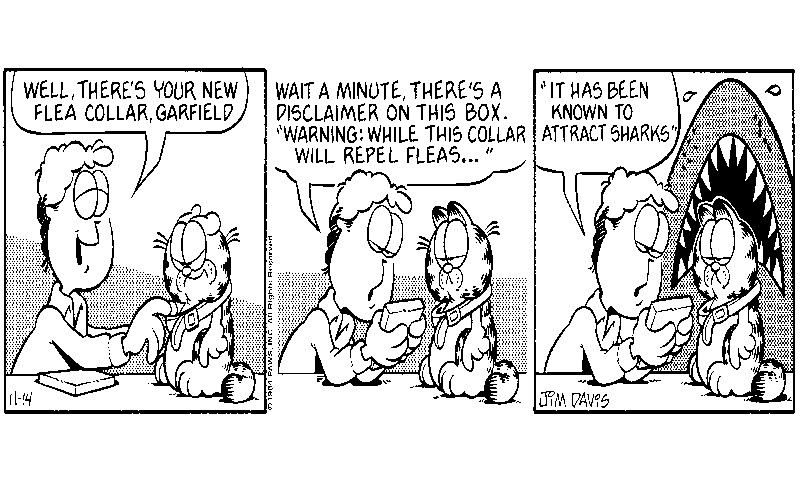 WELL, THERE'S YOUR NEW
FLEA COLLAR, GARFIELD
11-14
WAIT A MINUTE, THERE'S A
DISCLAIMER ON THIS BOX.
"WARNING: WHILE THIS COLLAR
WILL REPEL FLEAS... "
"IT HAS BEEN
KNOWN TO
ATTRACT SHARKS"
JIM DAVIS